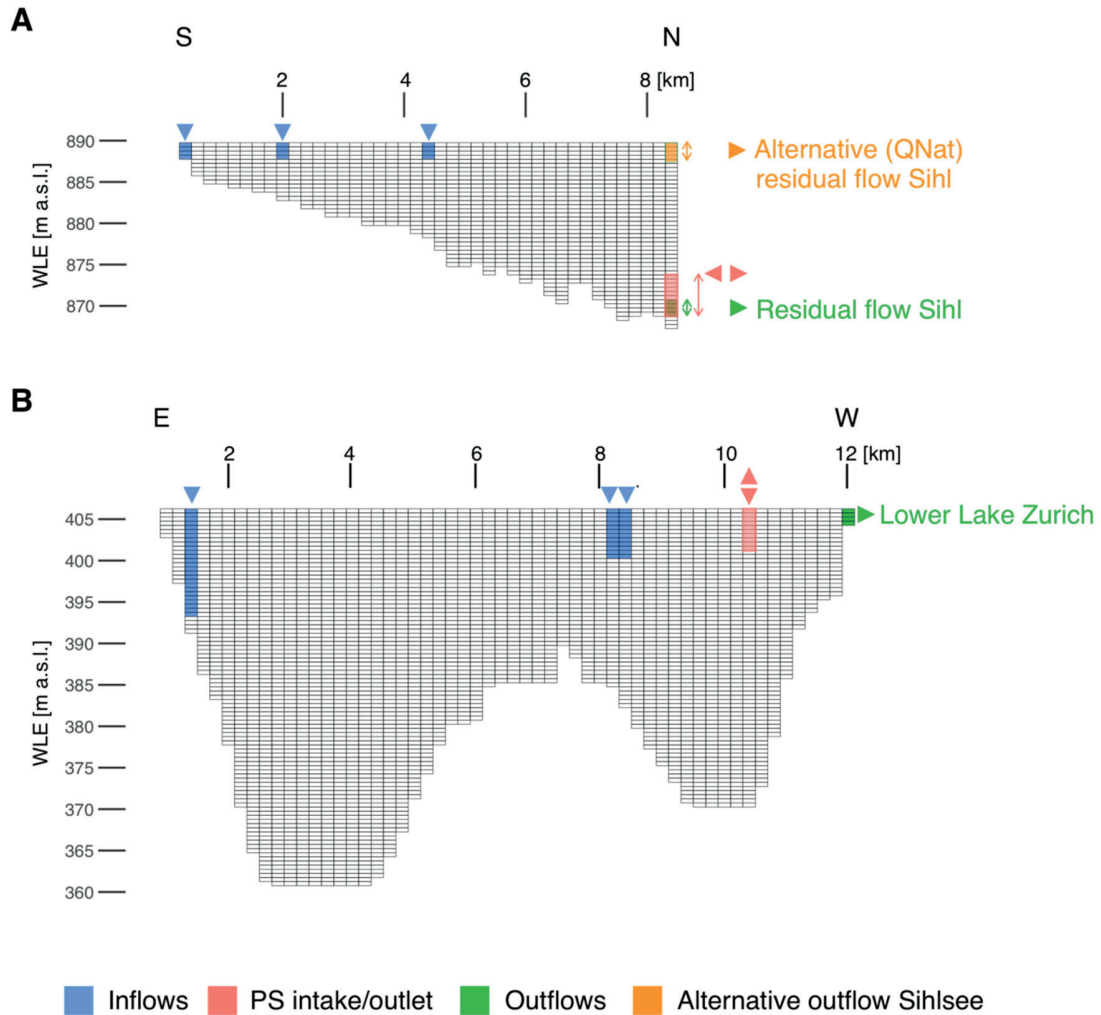 A
S N
2 4 6 8 [km]
890
885
880
875
870
WLE [m a.s.l.]
Alternative (QNat)
residual flow Sihl
Residual flow Sihl
B
E W
2 4 6 8 10 12 [km]
405
400
395
390
385
380
375
370
365
360
WLE [m a.s.l.]
Lower Lake Zurich
Inflows PS intake/outlet Outflows Alternative outflow Sihlsee